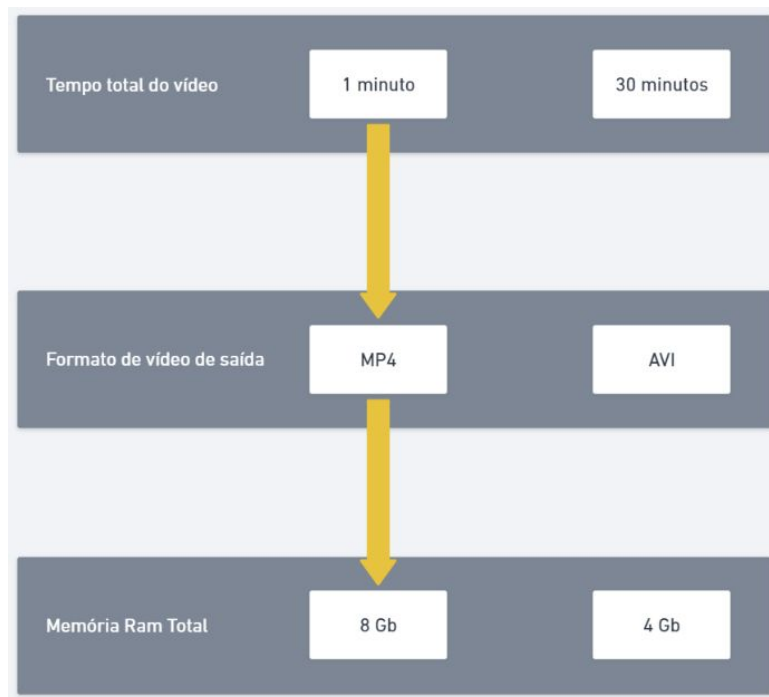 Tempo total do vídeo
1 minuto
30 minutos
Formato de vídeo de saída
MP4
AVI
Memória Ram Total
8 Gb
4 Gb